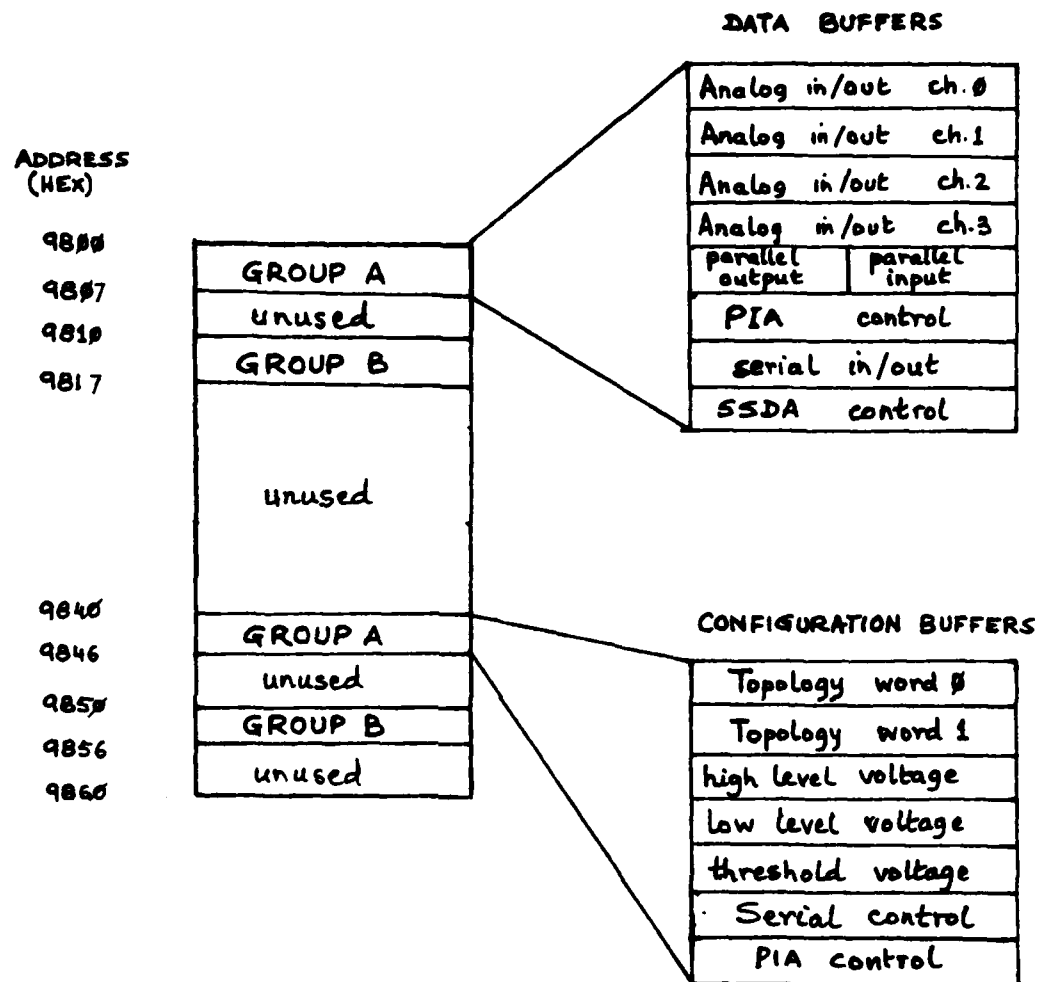 DATA BUFFERS
Analog in/out ch.Ø
Analog in/out ch.1
Analog in/out ch.2
Analog in/out ch.3
parallel output
parallel input
PIA control
serial in/out
SSDA control
ADDRESS
(HEX)
98ØØ
98Ø7
981Ø
9817
984Ø
9846
985Ø
9856
986Ø
GROUP A
unused
GROUP B
unused
GROUP A
unused
GROUP B
unused
CONFIGURATION BUFFERS
Topology word Ø
Topology word 1
high level voltage
low level voltage
threshold voltage
Serial control
PIA control